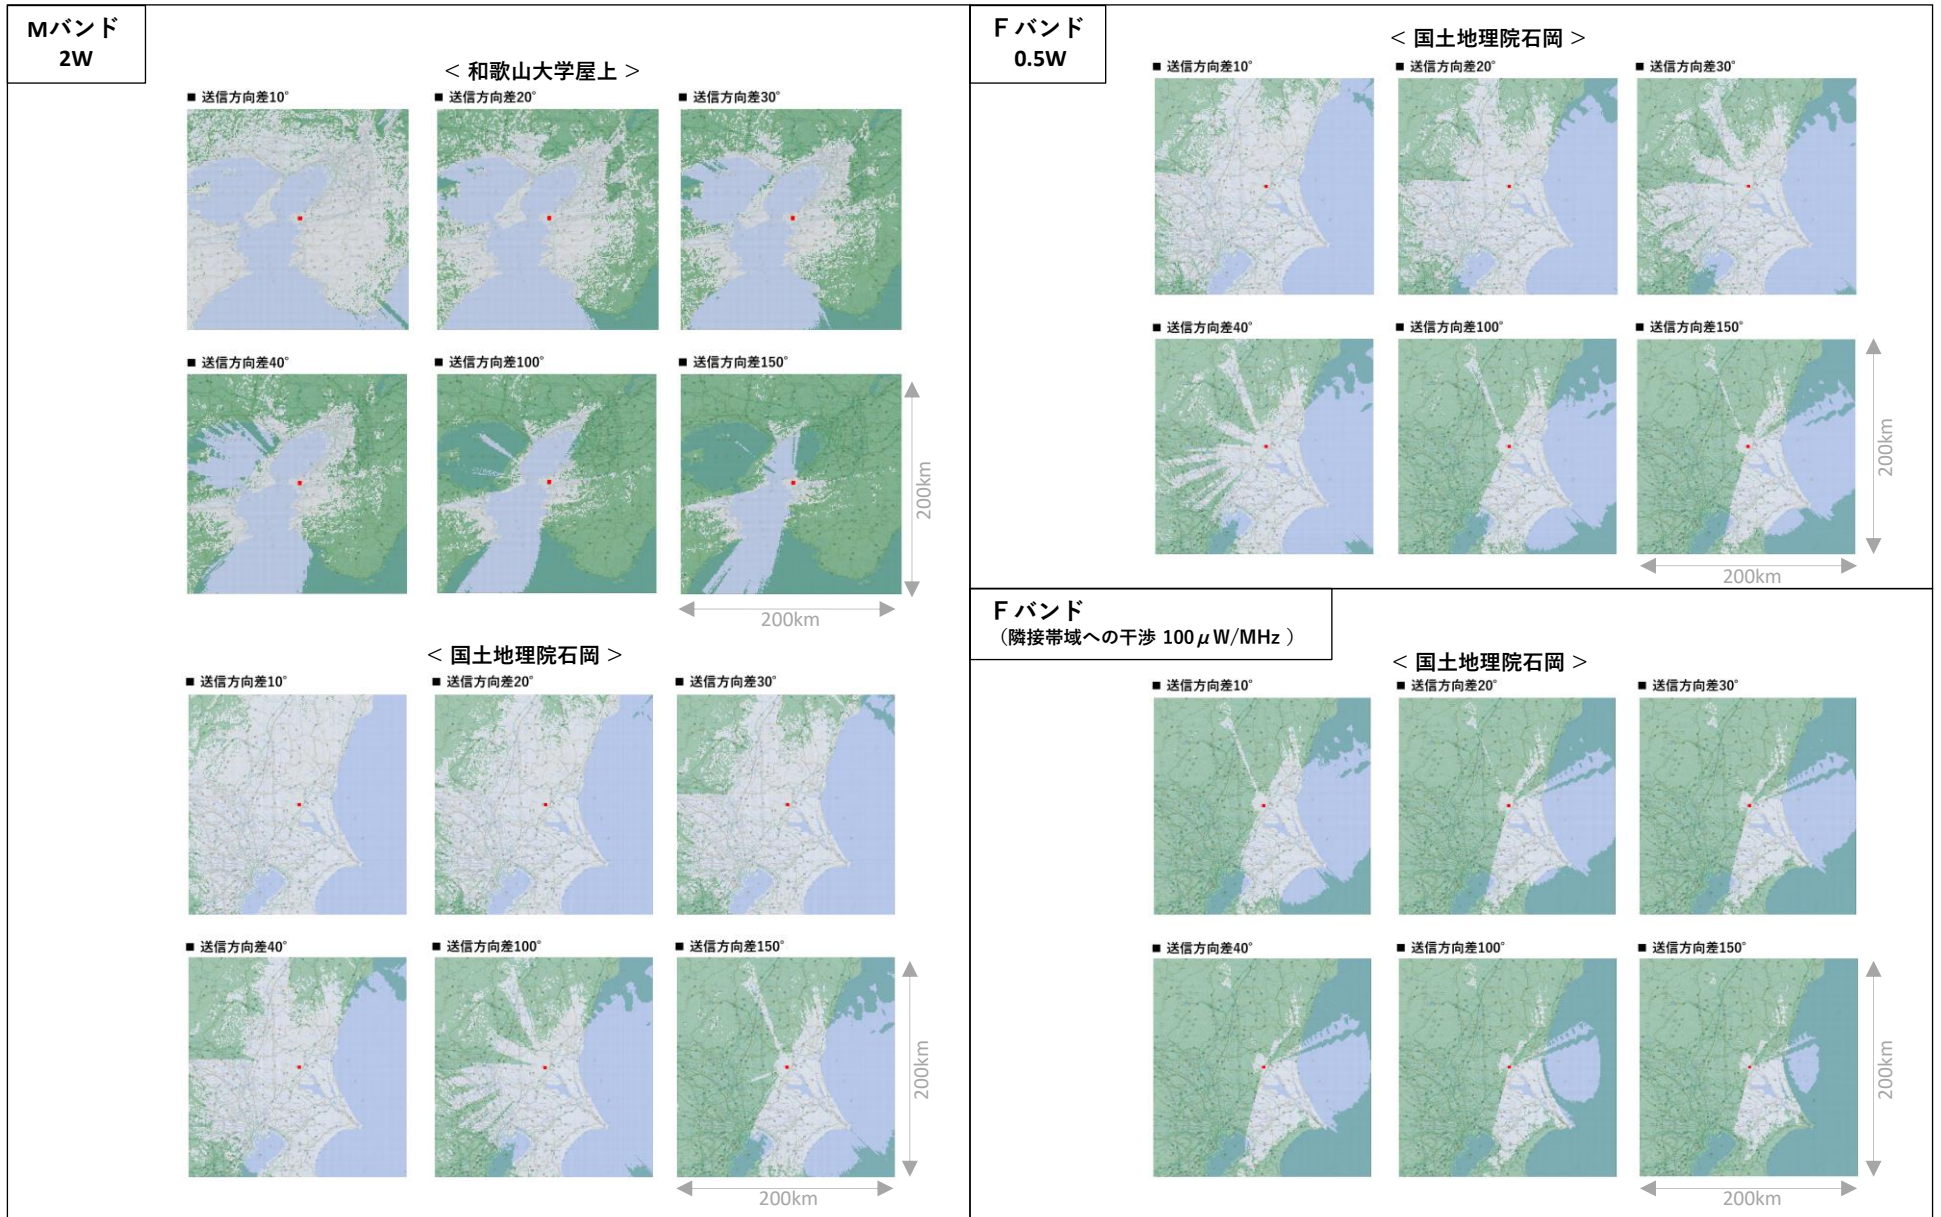 Mバンド
2W
＜ 和歌山大学屋上 ＞
■ 送信方向差10°
■ 送信方向差20°
■ 送信方向差30°
■ 送信方向差40°
■ 送信方向差100°
■ 送信方向差150°
200km
200km
＜ 国土地理院石岡 ＞
■ 送信方向差10°
■ 送信方向差20°
■ 送信方向差30°
■ 送信方向差40°
■ 送信方向差100°
■ 送信方向差150°
200km
200km
Fバンド
0.5W
＜ 国土地理院石岡 ＞
■ 送信方向差10°
■ 送信方向差20°
■ 送信方向差30°
■ 送信方向差40°
■ 送信方向差100°
■ 送信方向差150°
200km
200km
Fバンド
（隣接帯域への干渉 100μW/MHz ）
＜ 国土地理院石岡 ＞
■ 送信方向差10°
■ 送信方向差20°
■ 送信方向差30°
■ 送信方向差40°
■ 送信方向差100°
■ 送信方向差150°
200km
200km